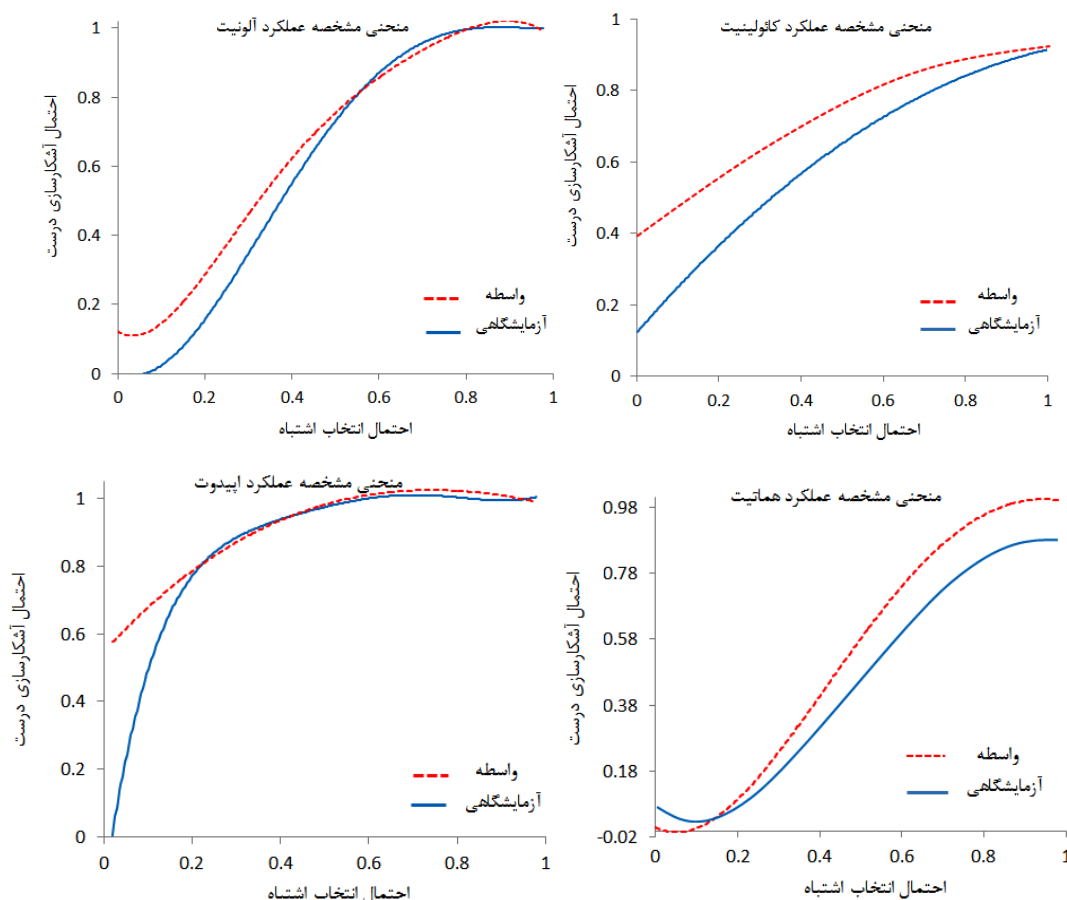 منحنی مشخصه عملکرد آلونیت
احتمال آشکارسازی درست
1
0.8
0.6
0.4
0.2
0
واسطه
آزمایشگاهی
0 0.2 0.4 0.6 0.8 1
احتمال انتخاب اشتباه
منحنی مشخصه عملکرد کائولینیت
احتمال آشکارسازی درست
1
0.8
0.6
0.4
0.2
0
واسطه
آزمایشگاهی
0 0.2 0.4 0.6 0.8 1
احتمال انتخاب اشتباه
منحنی مشخصه عملکرد اپیدوت
احتمال آشکارسازی درست
1
0.8
0.6
0.4
0.2
0
واسطه
آزمایشگاهی
0 0.2 0.4 0.6 0.8 1
احتمال انتخاب اشتباه
منحنی مشخصه عملکرد هماتیت
احتمال آشکارسازی درست
0.98
0.78
0.58
0.38
0.18
-0.02
واسطه
آزمایشگاهی
0 0.2 0.4 0.6 0.8 1
احتمال انتخاب اشتباه